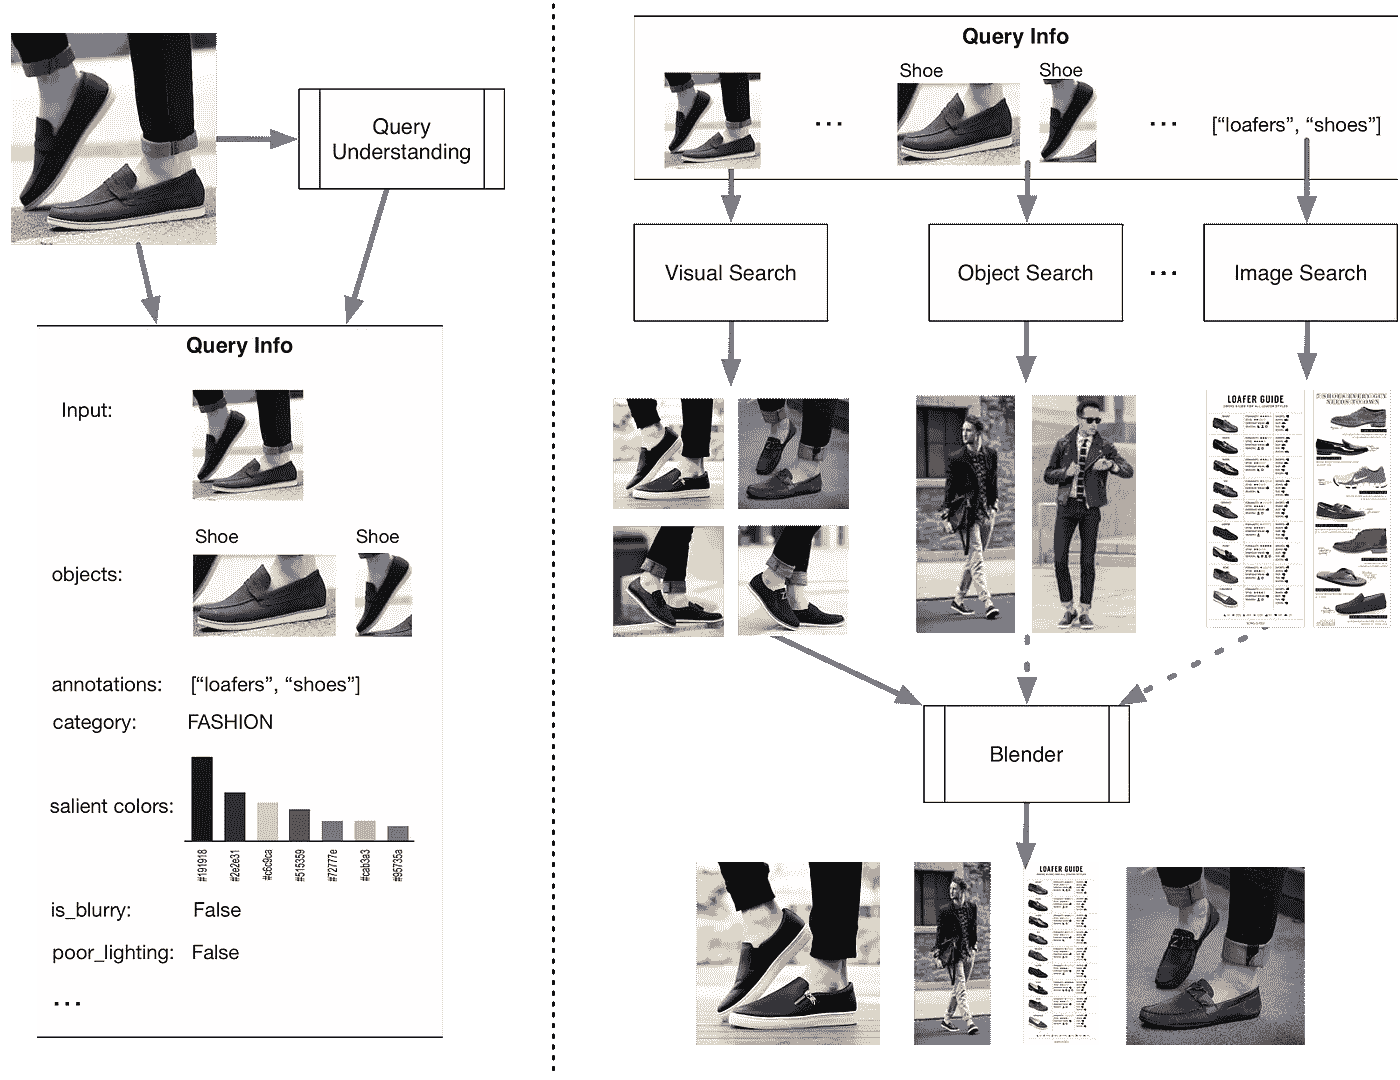 Query
Understanding
Query Info
Input:
Shoe
Shoe
objects:
annotations: ["loafers", "shoes"]
category: FASHION
salient colors:
#191918
#2e2e31
#c6c9ca
#515359
#72777e
#cab3a3
#95735a
is_blurry: False
poor_lighting: False
...
Query Info
Shoe
Shoe
...
...
["loafers", "shoes"]
Visual Search
Object Search
...
Image Search
LOAFER GUIDE
7 SHOES EVERY GUY
NEEDS TO OWN
Blender
LOAFER GUIDE